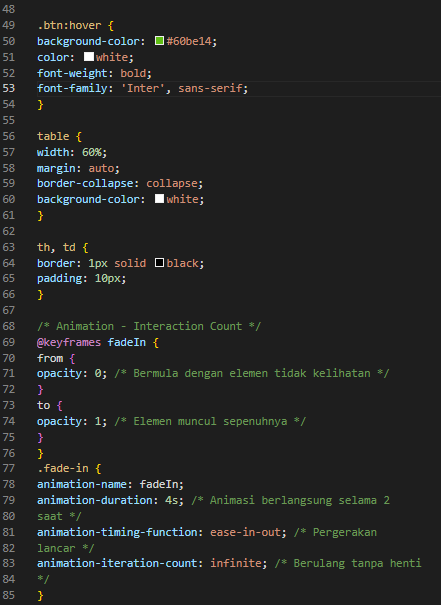 48
49 .btn:hover {
50 background-color: #60be14;
51 color: white;
52 font-weight: bold;
53 font-family: 'Inter', sans-serif;
54 }
55
56 table {
57 width: 60%;
58 margin: auto;
59 border-collapse: collapse;
60 background-color: white;
61 }
62
63 th, td {
64 border: 1px solid black;
65 padding: 10px;
66 }
67
68 /* Animation - Interaction Count */
69 @keyframes fadeIn {
70 from {
71 opacity: 0; /* Bermula dengan elemen tidak kelihatan */
72 }
73 to {
74 opacity: 1; /* Elemen muncul sepenuhnya */
75 }
76 }
77 .fade-in {
78 animation-name: fadeIn;
79 animation-duration: 4s; /* Animasi berlangsung selama 2
80 saat */
81 animation-timing-function: ease-in-out; /* Pergerakan
82 lancar */
83 animation-iteration-count: infinite; /* Berulang tanpa henti
84 */
85 }